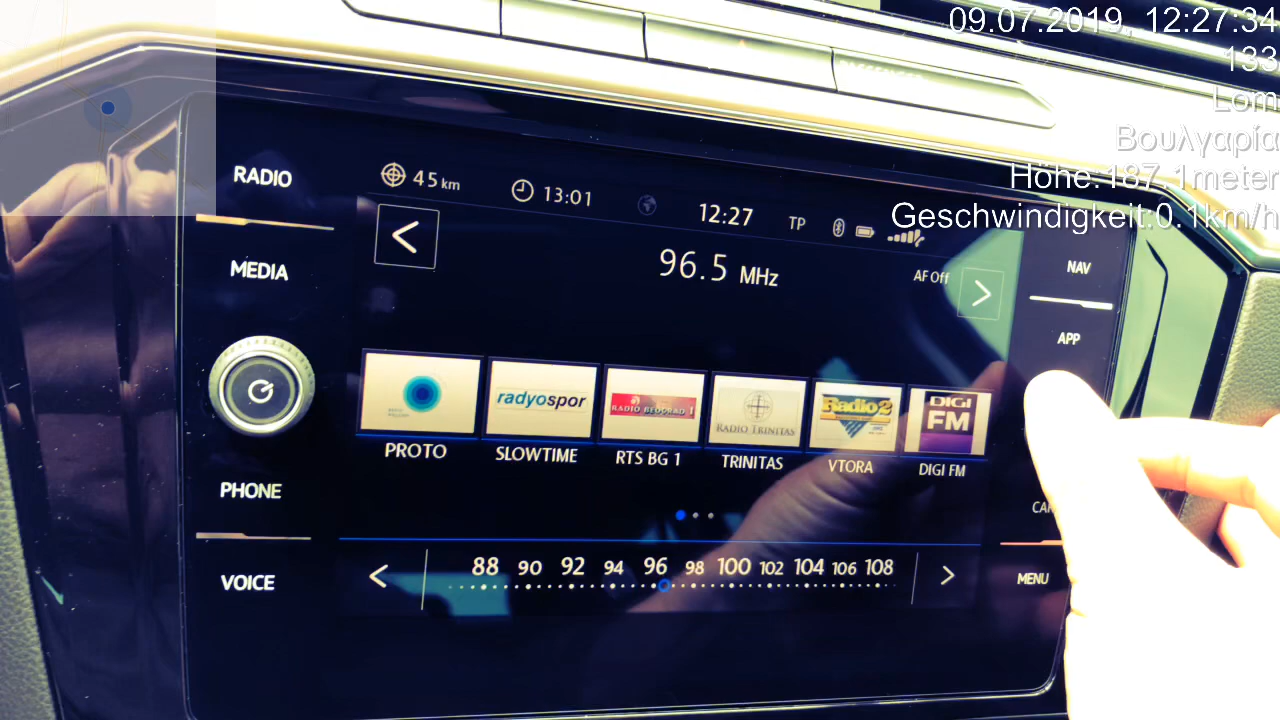 09.07.2019, 12:27:34
133
Lom
Βουλγαρία
Höhe:187.1meter
Geschwindigkeit:0.1km/h
RADIO
MEDIA
PHONE
VOICE
45 km
13:01
12:27
TP
96.5 MHz
AF Off
NAV
APP
radyospor
RADIO BEOGRAD 1
RADIO TRINITAS
Radio2
DIGI FM
PROTO
SLOWTIME
RTS BG 1
TRINITAS
VTORA
DIGI FM
88 90 92 94 96 98 100 102 104 106 108
MENU